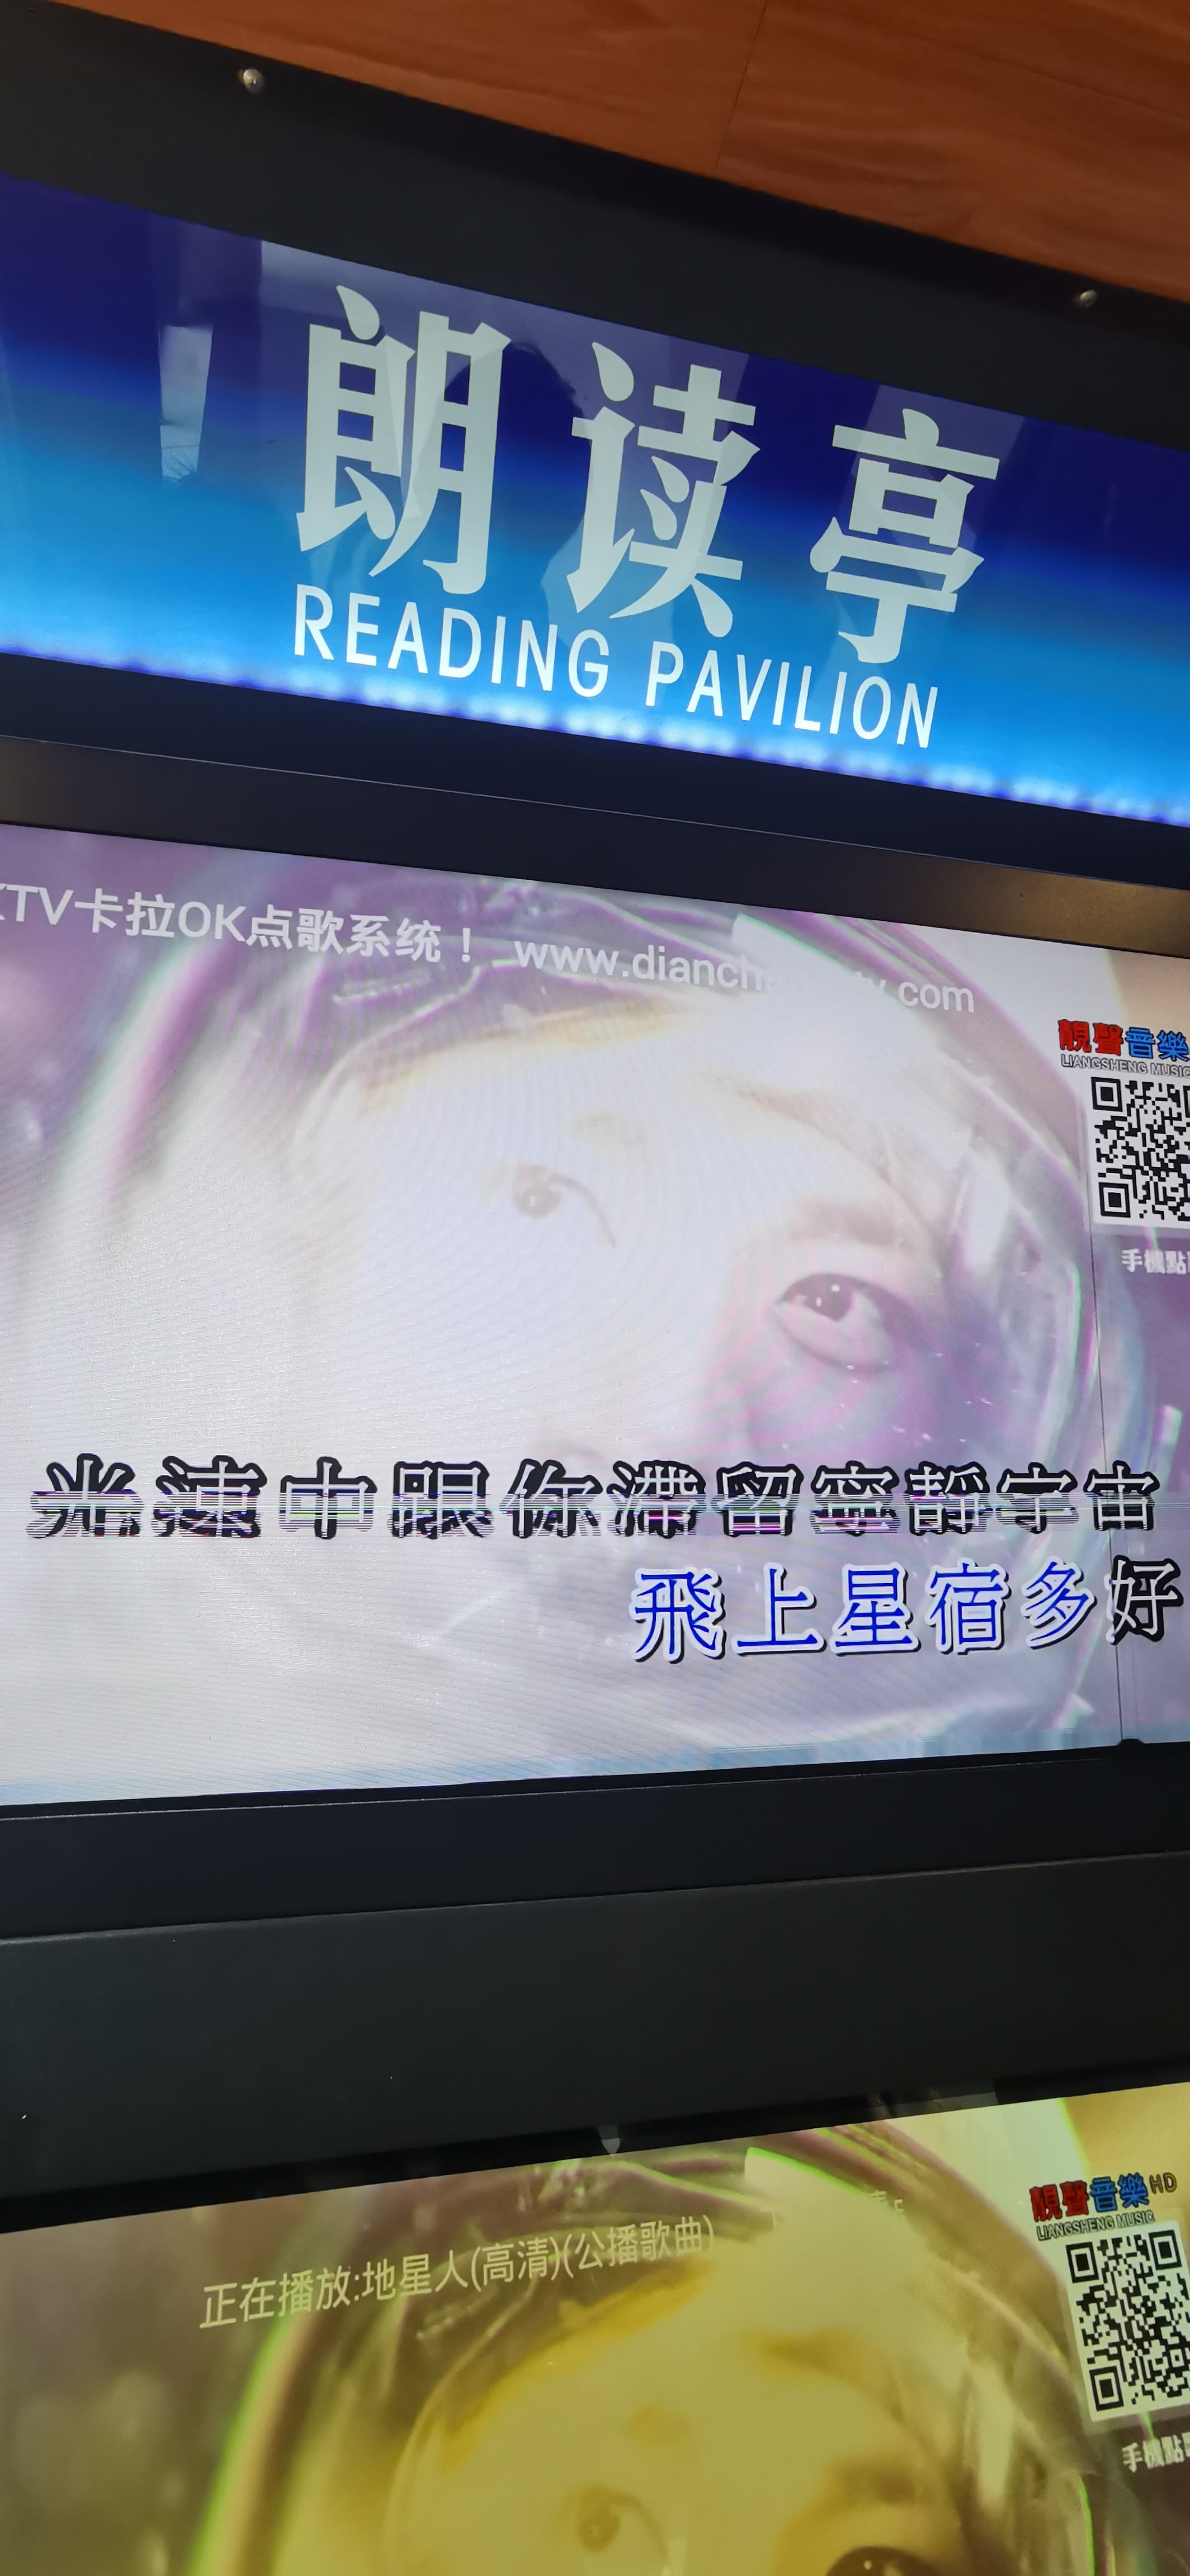 朗读亭
READING PAVILION
KTV卡拉OK点歌系统！ www.dianch
.com
靚聲音樂
LIANGSHENG MUSIC
手機點
光速中跟你滯留寧靜宇宙
飛上星宿多好
正在播放:地星人(高清)(公播歌曲)
靚聲音樂HD
LIANGSHENG MUSIC
手機點